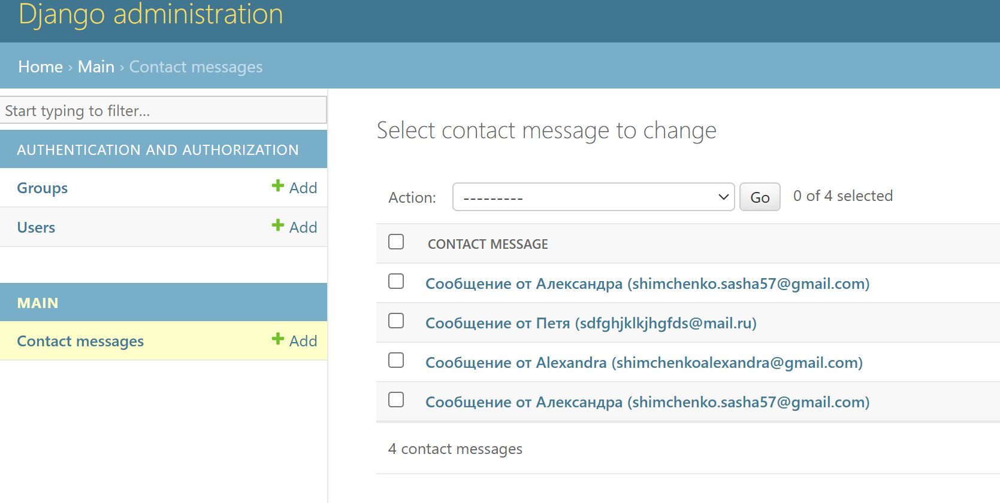 Django administration
Home › Main › Contact messages
Start typing to filter...
AUTHENTICATION AND AUTHORIZATION
Groups + Add
Users + Add
MAIN
Contact messages + Add
Select contact message to change
Action: --------- Go 0 of 4 selected
CONTACT MESSAGE
Сообщение от Александра (shimchenko.sasha57@gmail.com)
Сообщение от Петя (sdfghjklkjhgfds@mail.ru)
Сообщение от Alexandra (shimchenkoalexandra@gmail.com)
Сообщение от Александра (shimchenko.sasha57@gmail.com)
4 contact messages